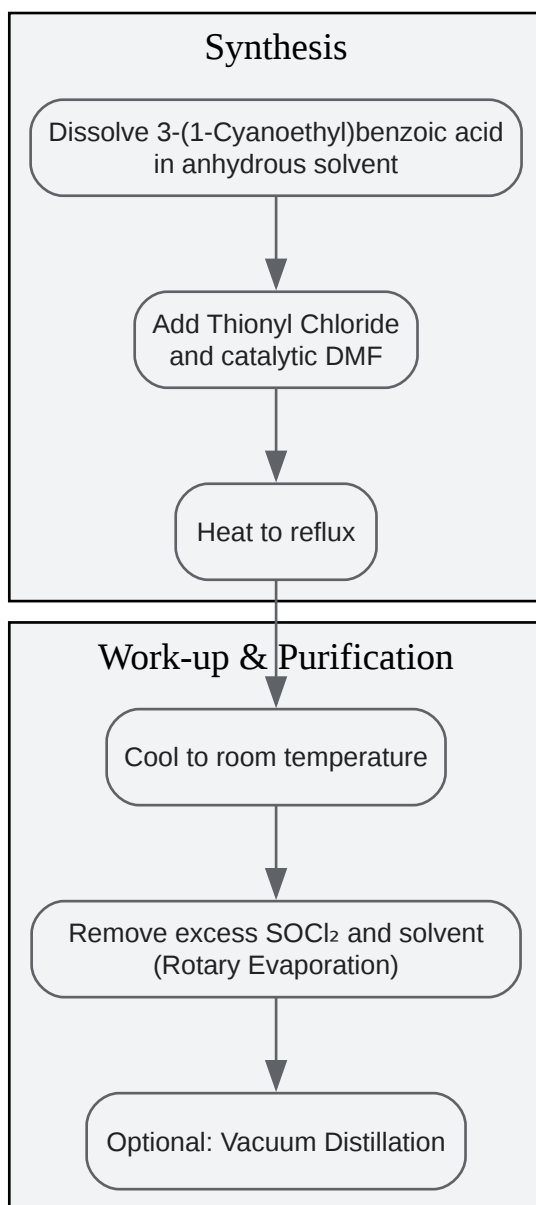 Synthesis
Dissolve 3-(1-Cyanoethyl)benzoic acid
in anhydrous solvent
Add Thionyl Chloride
and catalytic DMF
Heat to reflux
Work-up & Purification
Cool to room temperature
Remove excess SOCl₂ and solvent
(Rotary Evaporation)
Optional: Vacuum Distillation